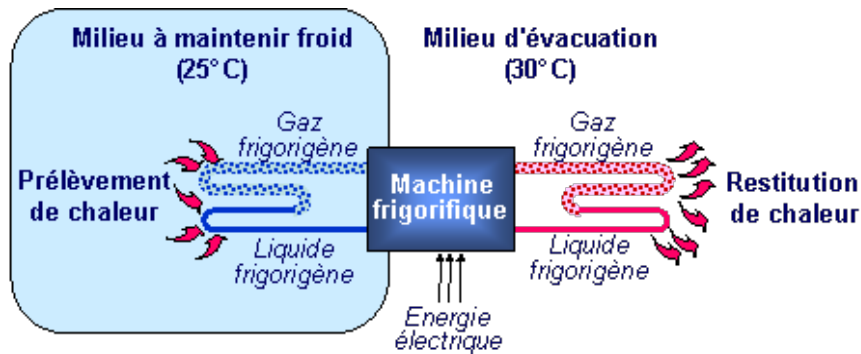 Milieu à maintenir froid
(25°C)
Milieu d'évacuation
(30°C)
Gaz
frigorigène
Gaz
frigorigène
Prélèvement
de chaleur
Machine
frigorifique
Restitution
de chaleur
Liquide
frigorigène
Liquide
frigorigène
Energie
électrique